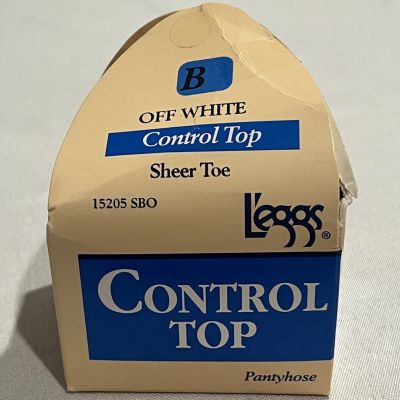 B
OFF WHITE
Control Top
Sheer Toe
15205 SBO
L'eggs®
CONTROL
TOP
Pantyhose